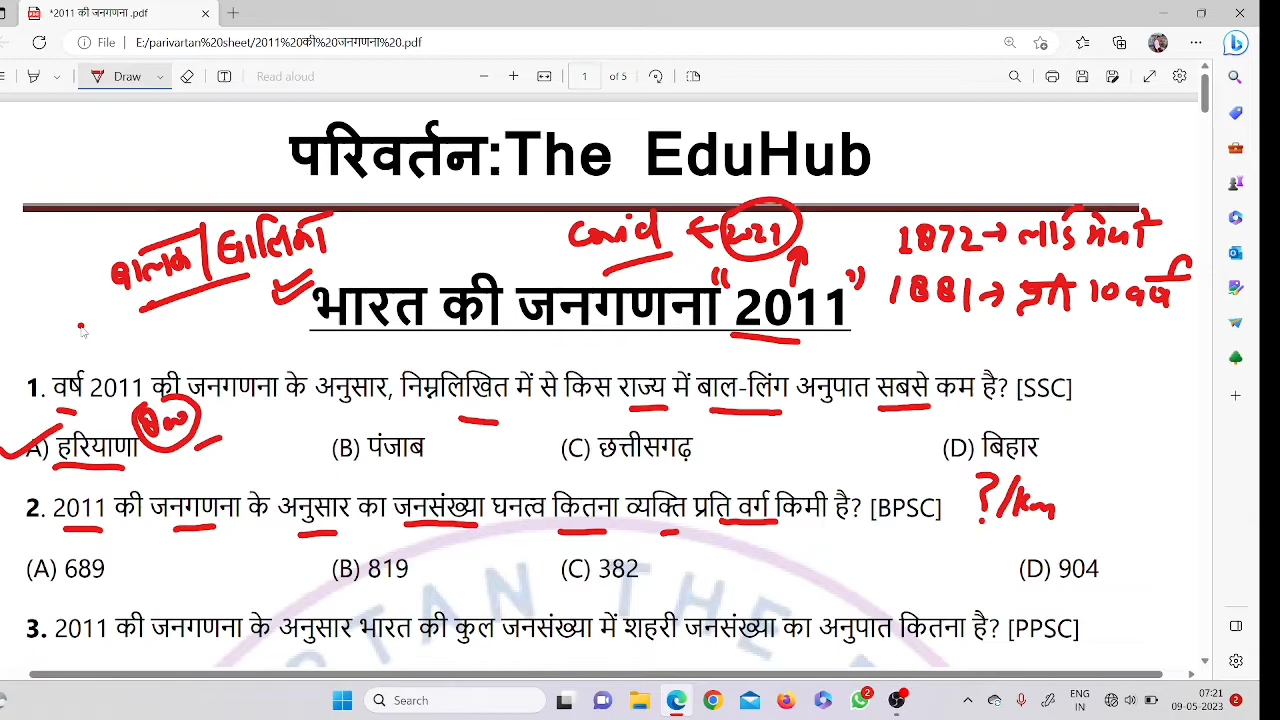 *2011 की जनगणना .pdf
File E:/parivartan%20sheet/2011%20की%20जनगणना%20.pdf
Draw Read aloud 1 of 5
परिवर्तन:The EduHub
बालक/बालिका Covid ← 2021 1872→लार्ड मेयो
1881→ प्रति 10 वर्ष
भारत की जनगणना "2011"
1. वर्ष 2011 की जनगणना के अनुसार, निम्नलिखित में से किस राज्य में बाल-लिंग अनुपात सबसे कम है? [SSC]
A) हरियाणा (B) पंजाब (C) छत्तीसगढ़ (D) बिहार
2. 2011 की जनगणना के अनुसार का जनसंख्या घनत्व कितना व्यक्ति प्रति वर्ग किमी है? [BPSC] ?/km
(A) 689 (B) 819 (C) 382 (D) 904
3. 2011 की जनगणना के अनुसार भारत की कुल जनसंख्या में शहरी जनसंख्या का अनुपात कितना है? [PPSC]
Search 2 ENG 07:21
IN 09-05-2023 2